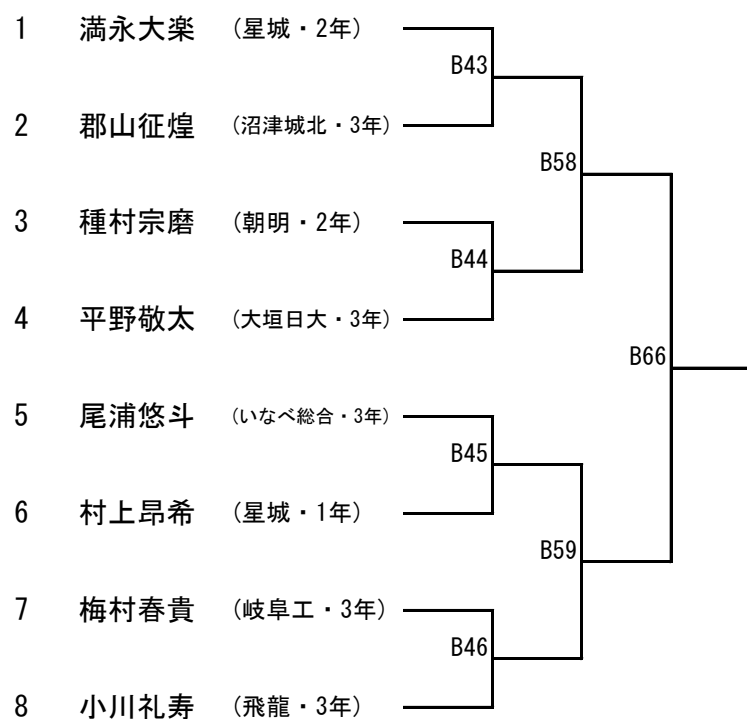 1 満永大楽 (星城・2年)
B43
2 郡山征煌 (沼津城北・3年)
B58
3 種村宗磨 (朝明・2年)
B44
4 平野敬太 (大垣日大・3年)
B66
5 尾浦悠斗 (いなべ総合・3年)
B45
6 村上昂希 (星城・1年)
B59
7 梅村春貴 (岐阜工・3年)
B46
8 小川礼寿 (飛龍・3年)